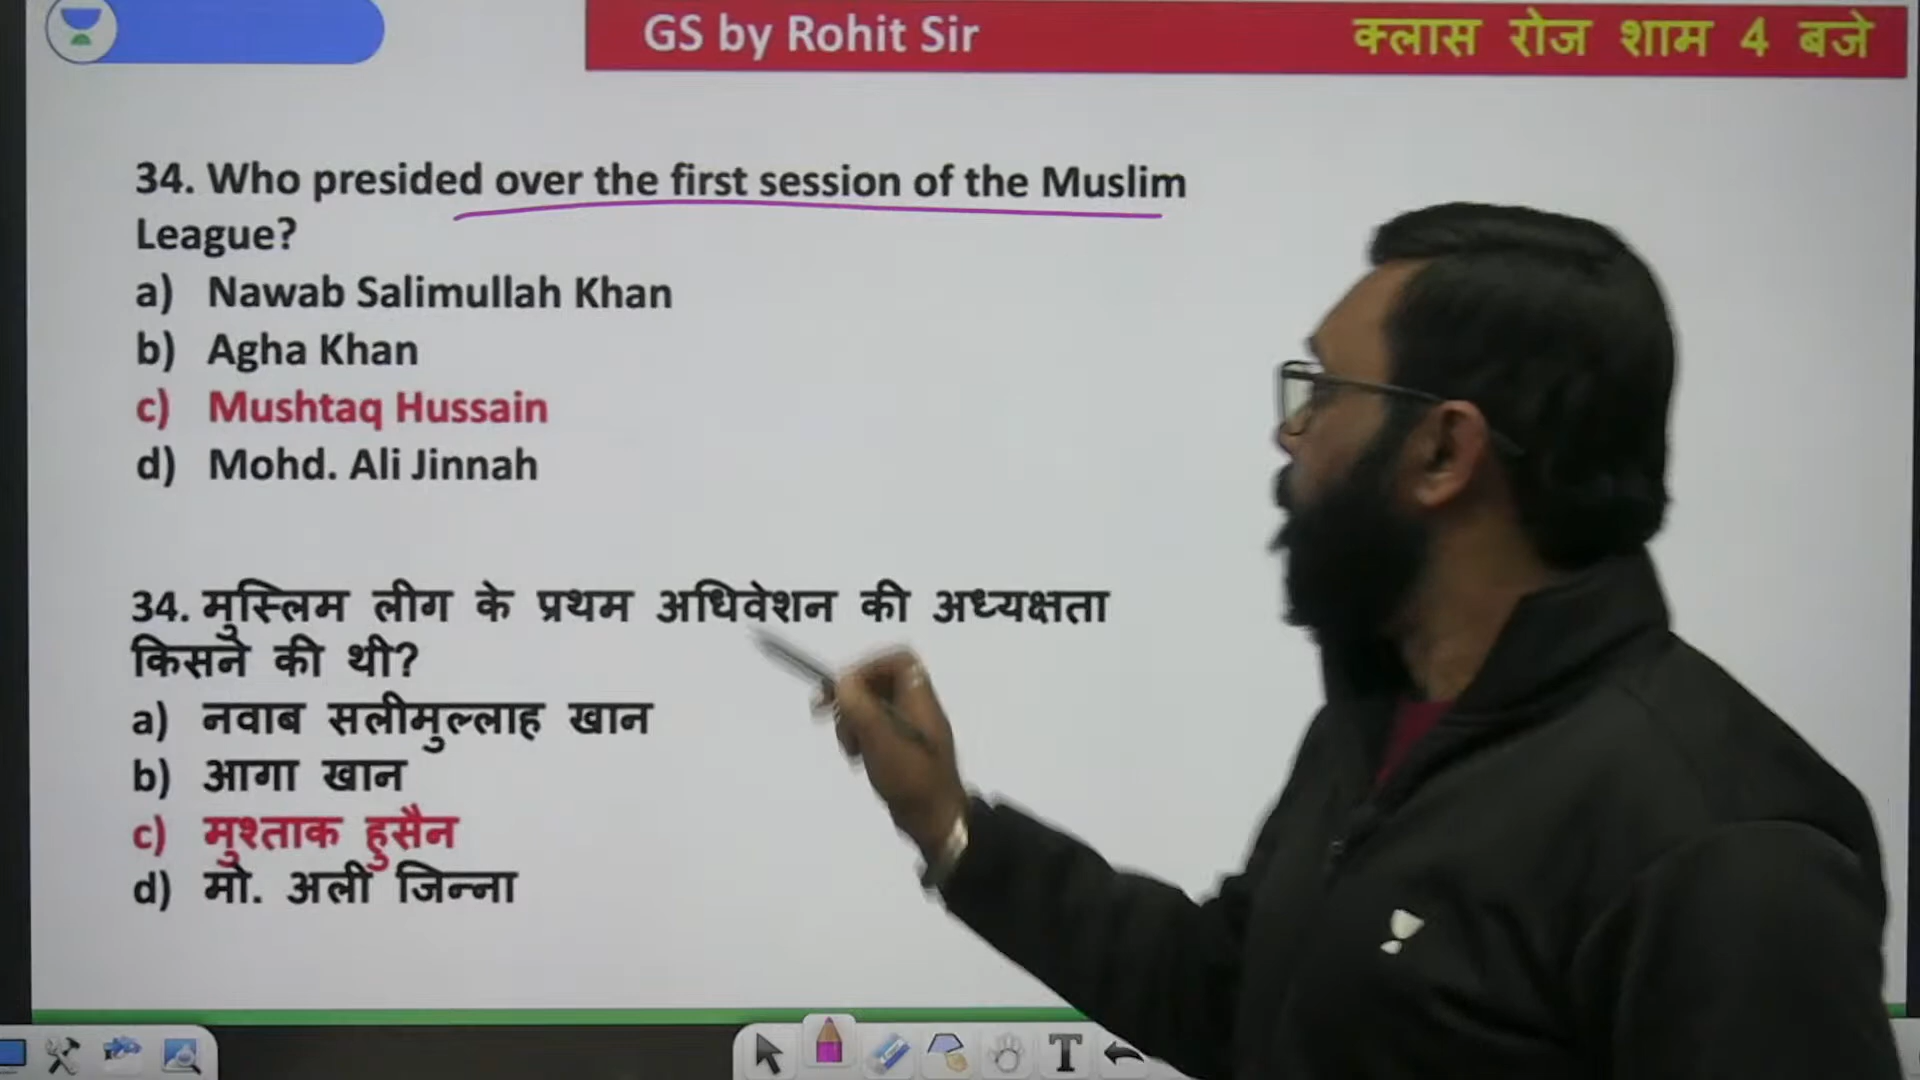 GS by Rohit Sir
क्लास रोज शाम 4 बजे
34. Who presided over the first session of the Muslim
League?
a) Nawab Salimullah Khan
b) Agha Khan
c) Mushtaq Hussain
d) Mohd. Ali Jinnah
34. मुस्लिम लीग के प्रथम अधिवेशन की अध्यक्षता
किसने की थी?
a) नवाब सलीमुल्लाह खान
b) आगा खान
c) मुश्ताक हुसैन
d) मो. अली जिन्ना
T